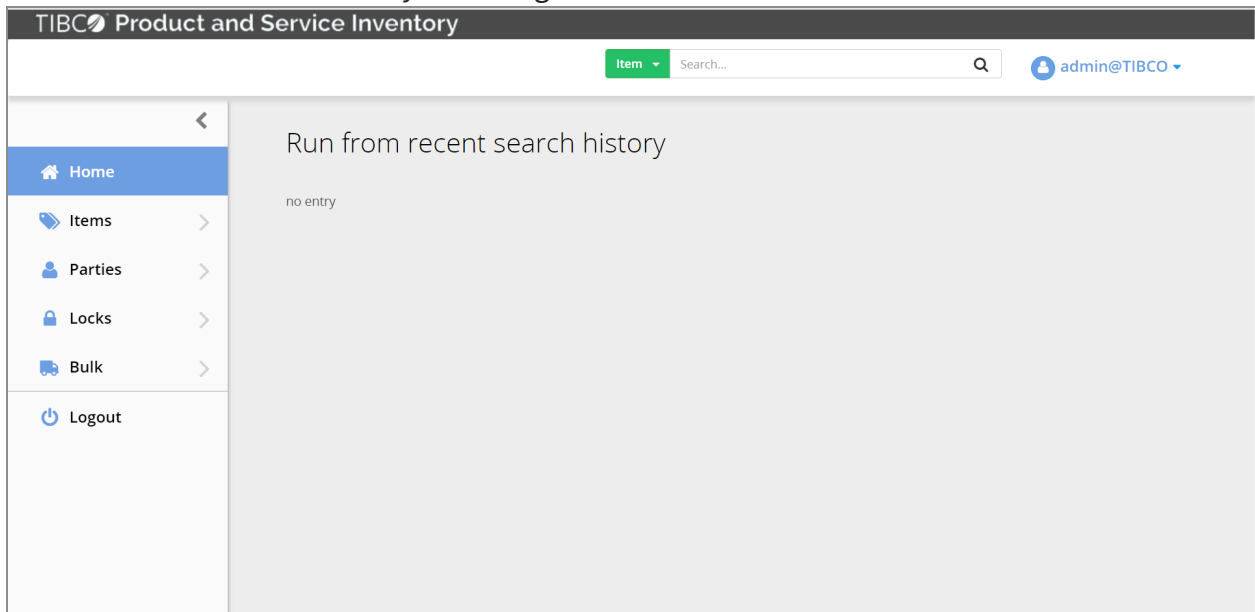 TIBCO Product and Service Inventory
Item
Search...
admin@TIBCO
Home
Items
Parties
Locks
Bulk
Logout
Run from recent search history
no entry